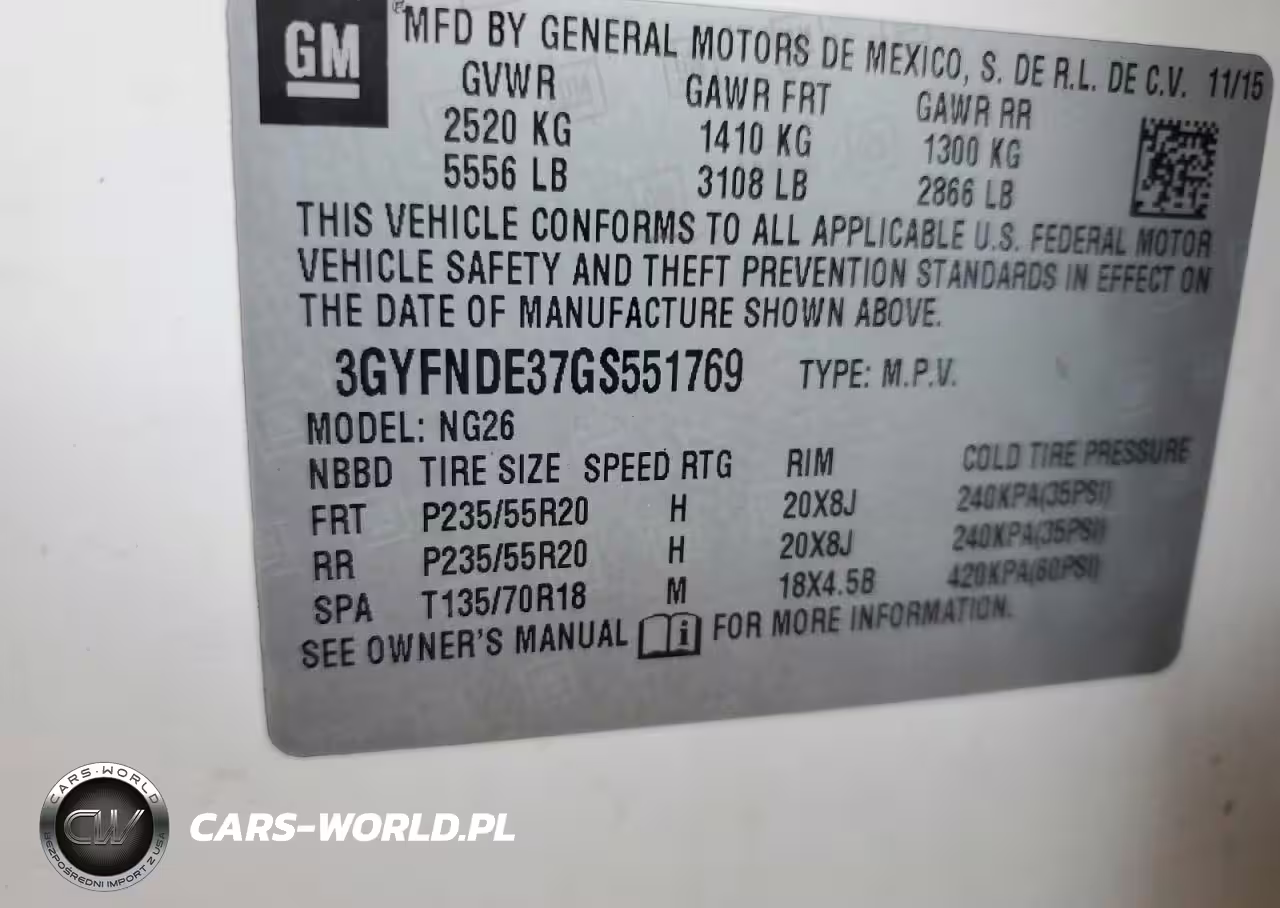 GM
MFD BY GENERAL MOTORS DE MEXICO, S. DE R.L. DE C.V. 11/15
GVWR GAWR FRT GAWR RR
2520 KG 1410 KG 1300 KG
5556 LB 3108 LB 2866 LB
THIS VEHICLE CONFORMS TO ALL APPLICABLE U.S. FEDERAL MOTOR
VEHICLE SAFETY AND THEFT PREVENTION STANDARDS IN EFFECT ON
THE DATE OF MANUFACTURE SHOWN ABOVE.
3GYFNDE37GS551769 TYPE: M.P.V.
MODEL: NG26
NBBD TIRE SIZE SPEED RTG RIM COLD TIRE PRESSURE
FRT P235/55R20 H 20X8J 240KPA(35PSI)
RR P235/55R20 H 20X8J 240KPA(35PSI)
SPA T135/70R18 M 18X4.5B 420KPA(60PSI)
SEE OWNER'S MANUAL i FOR MORE INFORMATION.
CARS-WORLD
CW
BEZPOŚREDNI IMPORT Z USA
CARS-WORLD.PL